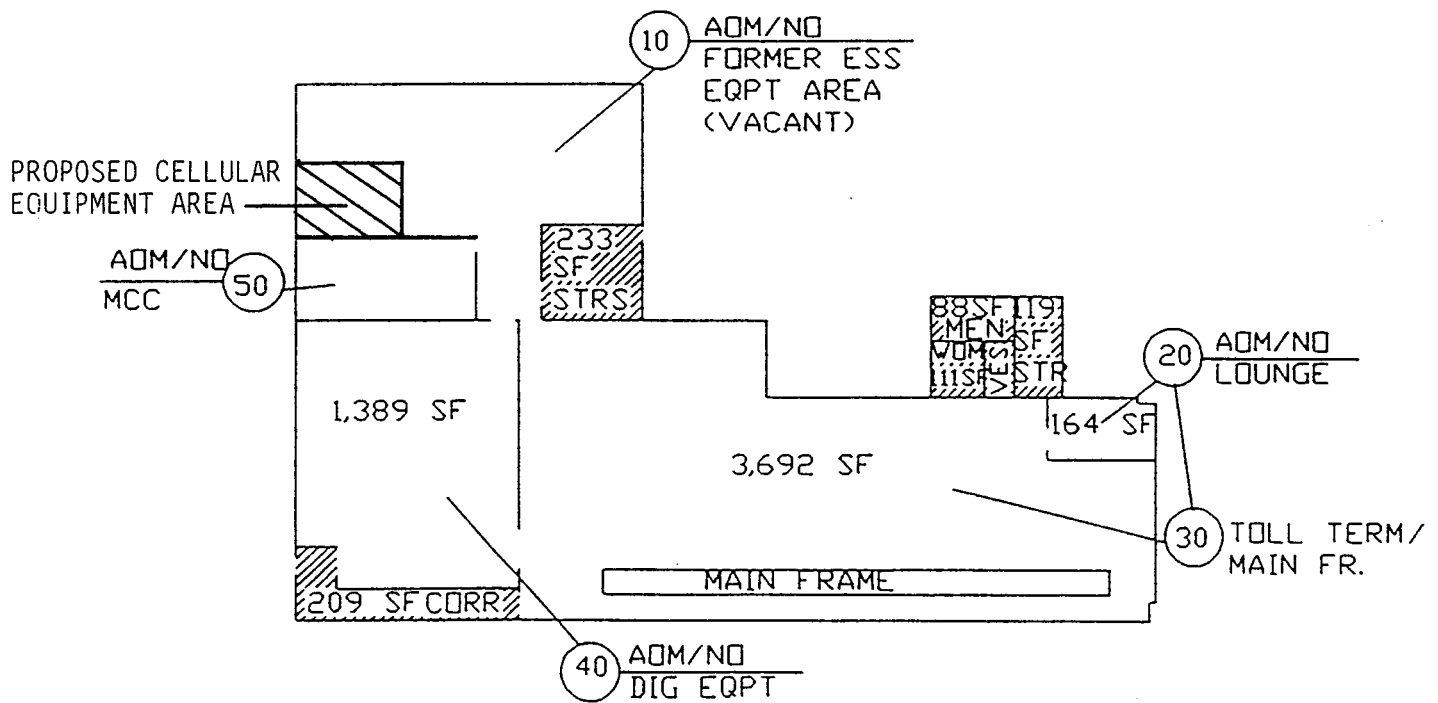 10
AOM/NO
FORMER ESS
EQPT AREA
(VACANT)
PROPOSED CELLULAR
EQUIPMENT AREA
AOM/NO
MCC
50
233
SF
STRS
88SF
MEN
WOM
111SF
VES
119
SF
STR
20
AOM/NO
LOUNGE
164 SF
1,389 SF
3,692 SF
30
TOLL TERM/
MAIN FR.
MAIN FRAME
209 SF CORR
40
AOM/NO
DIG EQPT